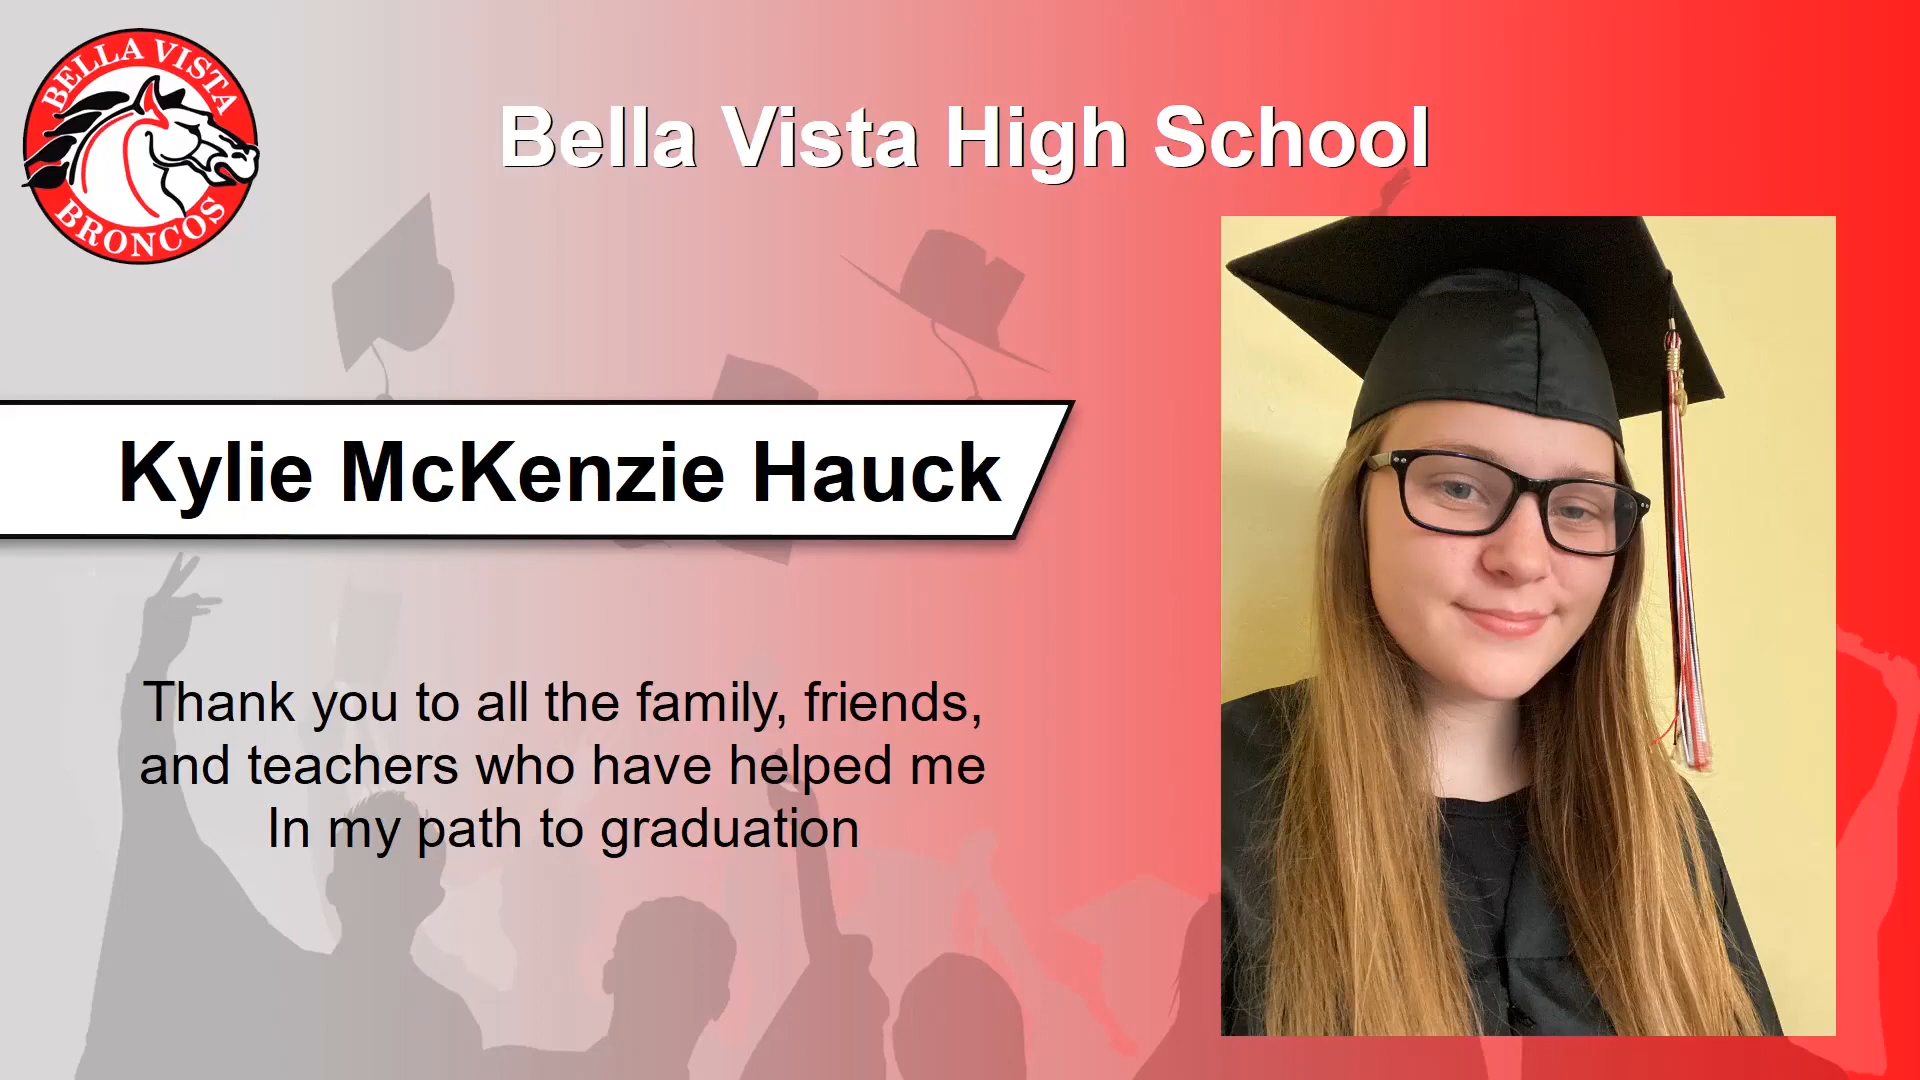 BELLA VISTA
BRONCOS
Bella Vista High School
Kylie McKenzie Hauck
Thank you to all the family, friends,
and teachers who have helped me
In my path to graduation